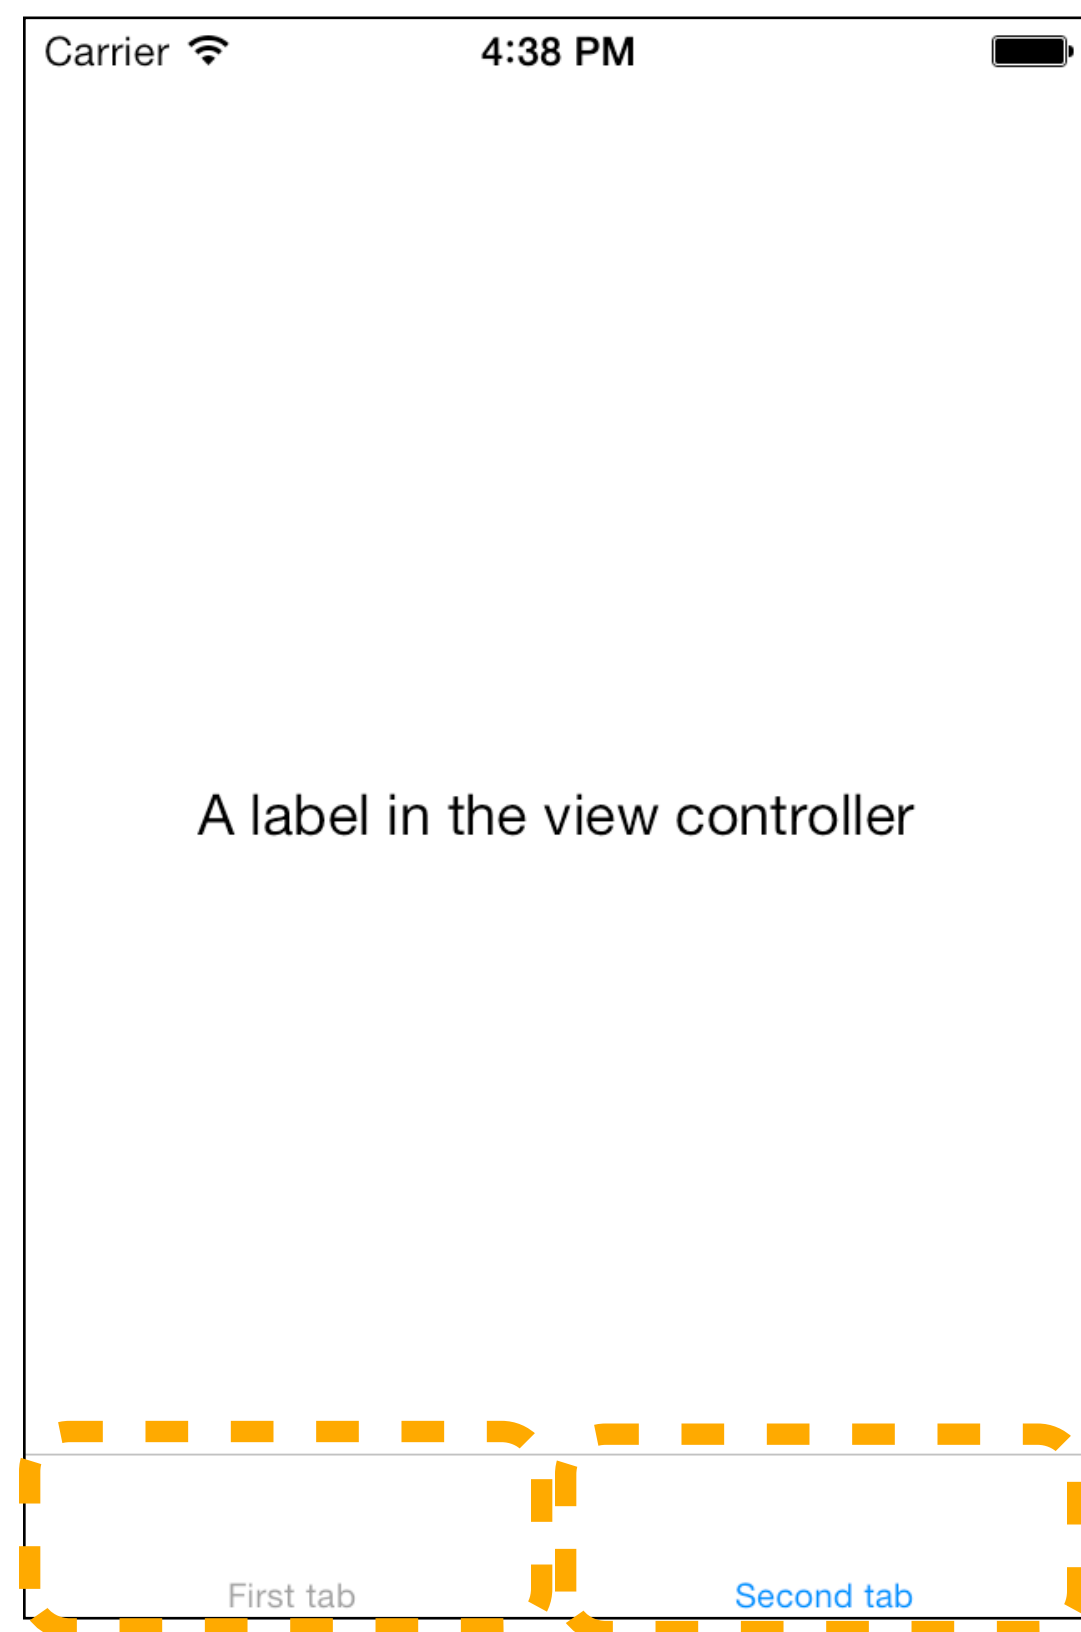 Carrier 4:38 PM
A label in the view controller
First tab Second tab